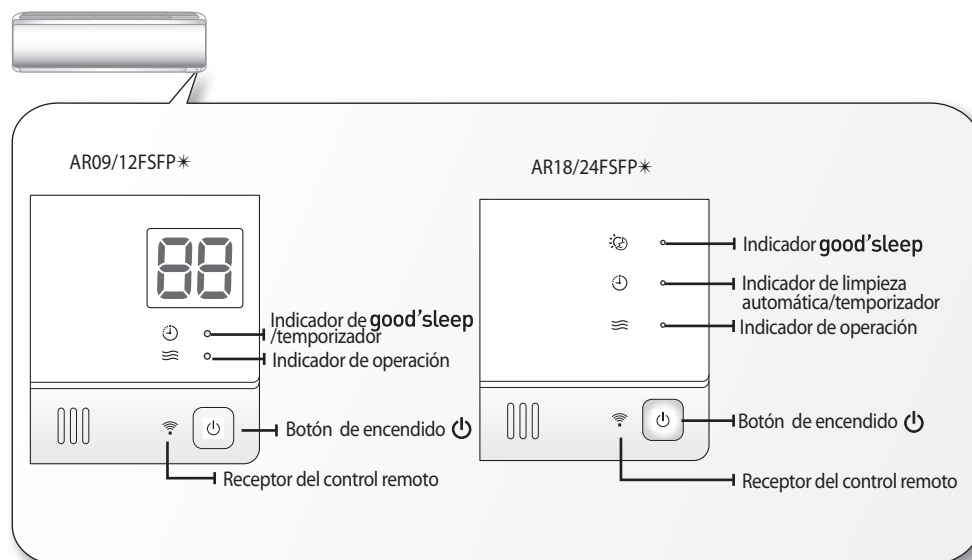 AR09/12FSFP✴
88
Indicador de good'sleep
/temporizador
Indicador de operación
Botón de encendido
Receptor del control remoto
AR18/24FSFP✴
Indicador good'sleep
Indicador de limpieza
automática/temporizador
Indicador de operación
Botón de encendido
Receptor del control remoto